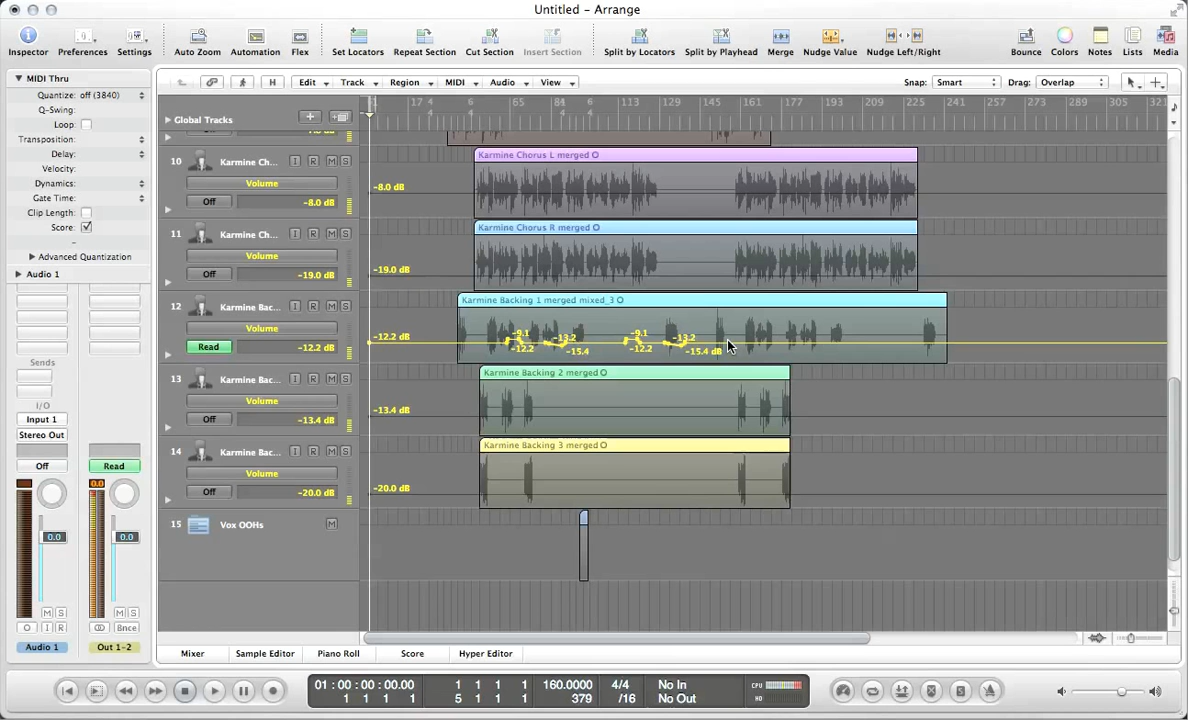 Untitled - Arrange
Inspector Preferences Settings Auto Zoom Automation Flex Set Locators Repeat Section Cut Section Insert Section Split by Locators Split by Playhead Merge Nudge Value Nudge Left/Right Bounce Colors Notes Lists Media
MIDI Thru
Quantize: off (3840)
Q-Swing:
Loop:
Transposition:
Delay:
Velocity:
Dynamics:
Gate Time:
Clip Length:
Score:
Advanced Quantization
Audio 1
Sends
I/O
Input 1
Stereo Out
Off Read
0.0
0.0 0.0
M S M S
O I R Bnce
Audio 1 Out 1-2
H Edit Track Region MIDI Audio View Snap: Smart Drag: Overlap
17 6 65 81 6 113 129 145 161 177 193 209 225 241 257 273 289 305 321
4 4 4
Global Tracks
10 Karmine Ch... I R M S
Volume
Off -8.0 dB
-8.0 dB
Karmine Chorus L merged
11 Karmine Ch... I R M S
Volume
Off -19.0 dB
-19.0 dB
Karmine Chorus R merged
12 Karmine Bac... I R M S
Volume
Read -12.2 dB
-12.2 dB
Karmine Backing 1 merged mixed_3
-9.1 -13.2 -9.1 -13.2
-12.2 -15.4 -12.2 -15.4 dB
13 Karmine Bac... I R M S
Volume
Off -13.4 dB
-13.4 dB
Karmine Backing 2 merged
14 Karmine Bac... I R M S
Volume
Off -20.0 dB
-20.0 dB
Karmine Backing 3 merged
15 Vox OOHs M
Mixer Sample Editor Piano Roll Score Hyper Editor
01:00:00:00.00 1 1 1 1 160.0000 4/4 No In CPU
1 1 1 1 5 1 1 1 379 /16 No Out HD